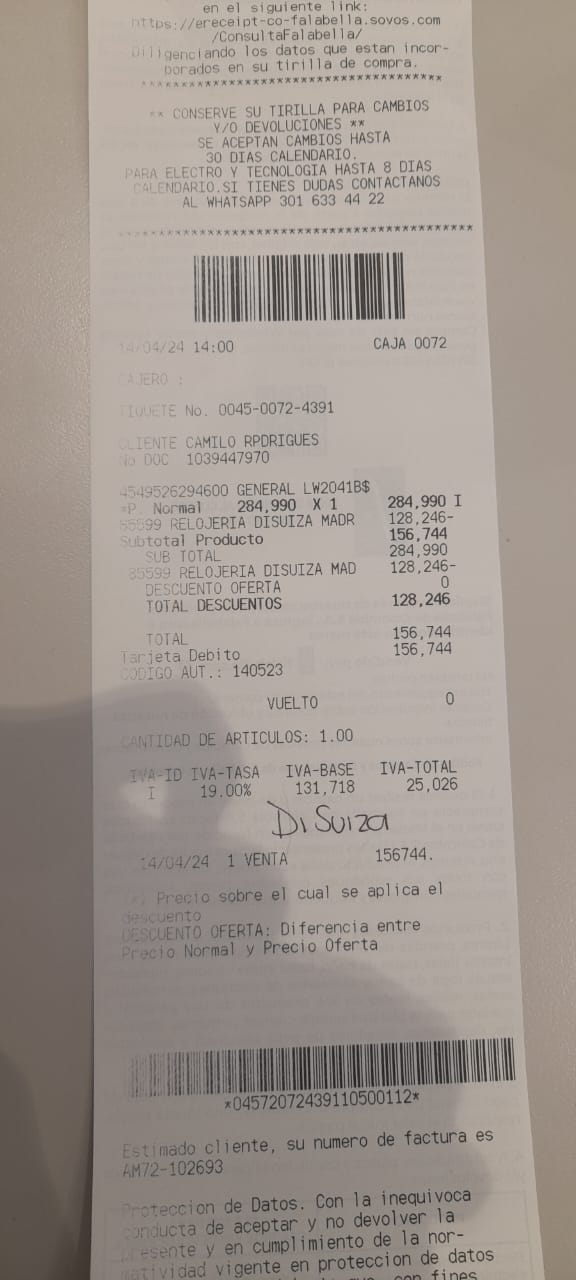 en el siguiente link:
https://ereceipt-co-falabella.sovos.com
/ConsultaFalabella/
Diligenciando los datos que estan incor-
porados en su tirilla de compra.
****************************************
** CONSERVE SU TIRILLA PARA CAMBIOS
Y/O DEVOLUCIONES **
SE ACEPTAN CAMBIOS HASTA
30 DIAS CALENDARIO.
PARA ELECTRO Y TECNOLOGIA HASTA 8 DIAS
CALENDARIO.SI TIENES DUDAS CONTACTANOS
AL WHATSAPP 301 633 44 22
****************************************
14/04/24 14:00 CAJA 0072
CAJERO :
TIQUETE No. 0045-0072-4391
CLIENTE CAMILO RPDRIGUES
No DOC 1039447970
4549526294600 GENERAL LW2041B$
*P. Normal 284,990 X 1 284,990 I
85599 RELOJERIA DISUIZA MADR 128,246-
Subtotal Producto 156,744
SUB TOTAL 284,990
85599 RELOJERIA DISUIZA MAD 128,246-
DESCUENTO OFERTA 0
TOTAL DESCUENTOS 128,246
TOTAL 156,744
Tarjeta Debito 156,744
CODIGO AUT.: 140523
VUELTO 0
CANTIDAD DE ARTICULOS: 1.00
IVA-ID IVA-TASA IVA-BASE IVA-TOTAL
I 19.00% 131,718 25,026
DiSuiza
14/04/24 1 VENTA 156744.
(*) Precio sobre el cual se aplica el
descuento
DESCUENTO OFERTA: Diferencia entre
Precio Normal y Precio Oferta
*04572072439110500112*
Estimado cliente, su numero de factura es
AM72-102693
Proteccion de Datos. Con la inequivoca
conducta de aceptar y no devolver la
presente y en cumplimiento de la nor-
matividad vigente en proteccion de datos
con fines